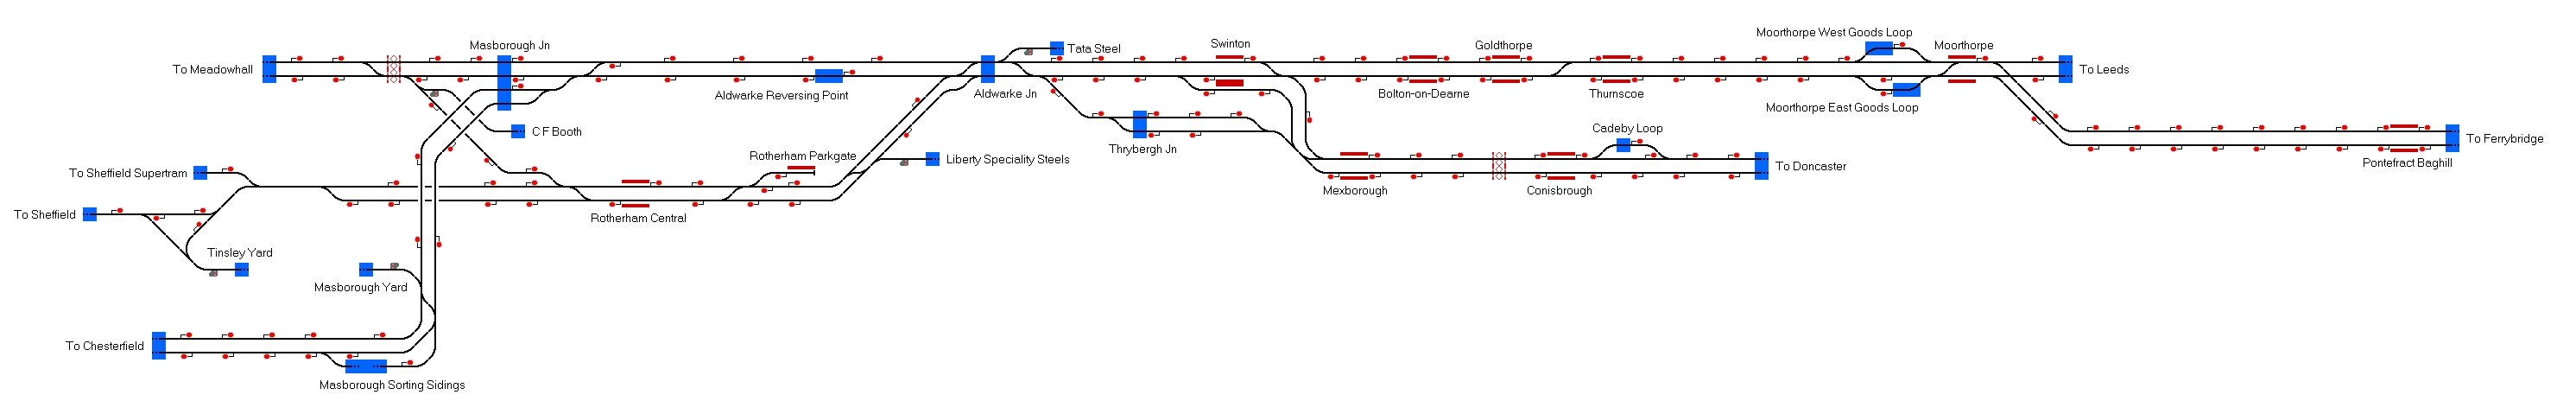 Moorthorpe West Goods Loop
Masborough Jn
Tata Steel
Swinton
Goldthorpe
Moorthorpe
To Meadowhall
To Leeds
Aldwarke Reversing Point
Aldwarke Jn
Bolton-on-Dearne
Thurnscoe
Moorthorpe East Goods Loop
C F Booth
Cadeby Loop
To Ferrybridge
Thrybergh Jn
Rotherham Parkgate
Liberty Speciality Steels
Pontefract Baghill
To Sheffield Supertram
To Doncaster
Mexborough
Conisbrough
To Sheffield
Rotherham Central
Tinsley Yard
Masborough Yard
To Chesterfield
Masborough Sorting Sidings